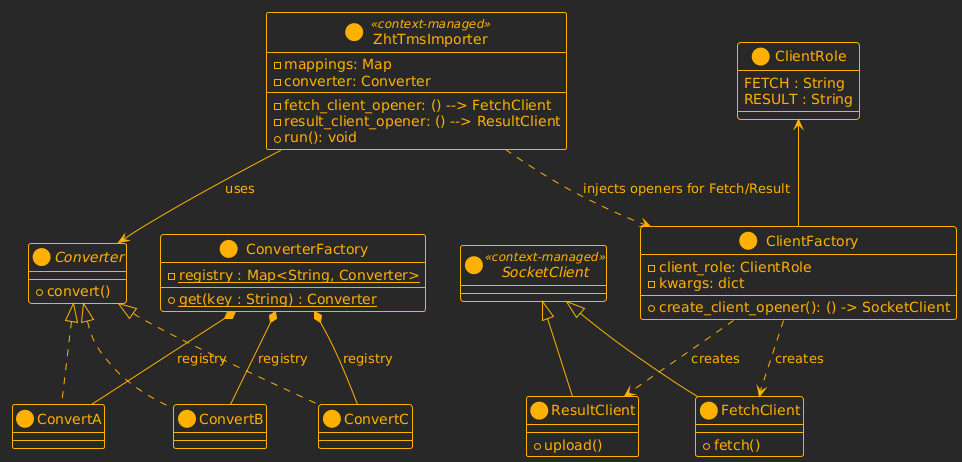 «context-managed»
ZhtTmsImporter
mappings: Map
converter: Converter
fetch_client_opener: () --> FetchClient
result_client_opener: () --> ResultClient
run(): void
ClientRole
FETCH : String
RESULT : String
uses
injects openers for Fetch/Result
Converter
convert()
ConverterFactory
registry : Map<String, Converter>
get(key : String) : Converter
«context-managed»
SocketClient
ClientFactory
client_role: ClientRole
kwargs: dict
create_client_opener(): () -> SocketClient
registry
registry
registry
creates
creates
ConvertA
ConvertB
ConvertC
ResultClient
upload()
FetchClient
fetch()